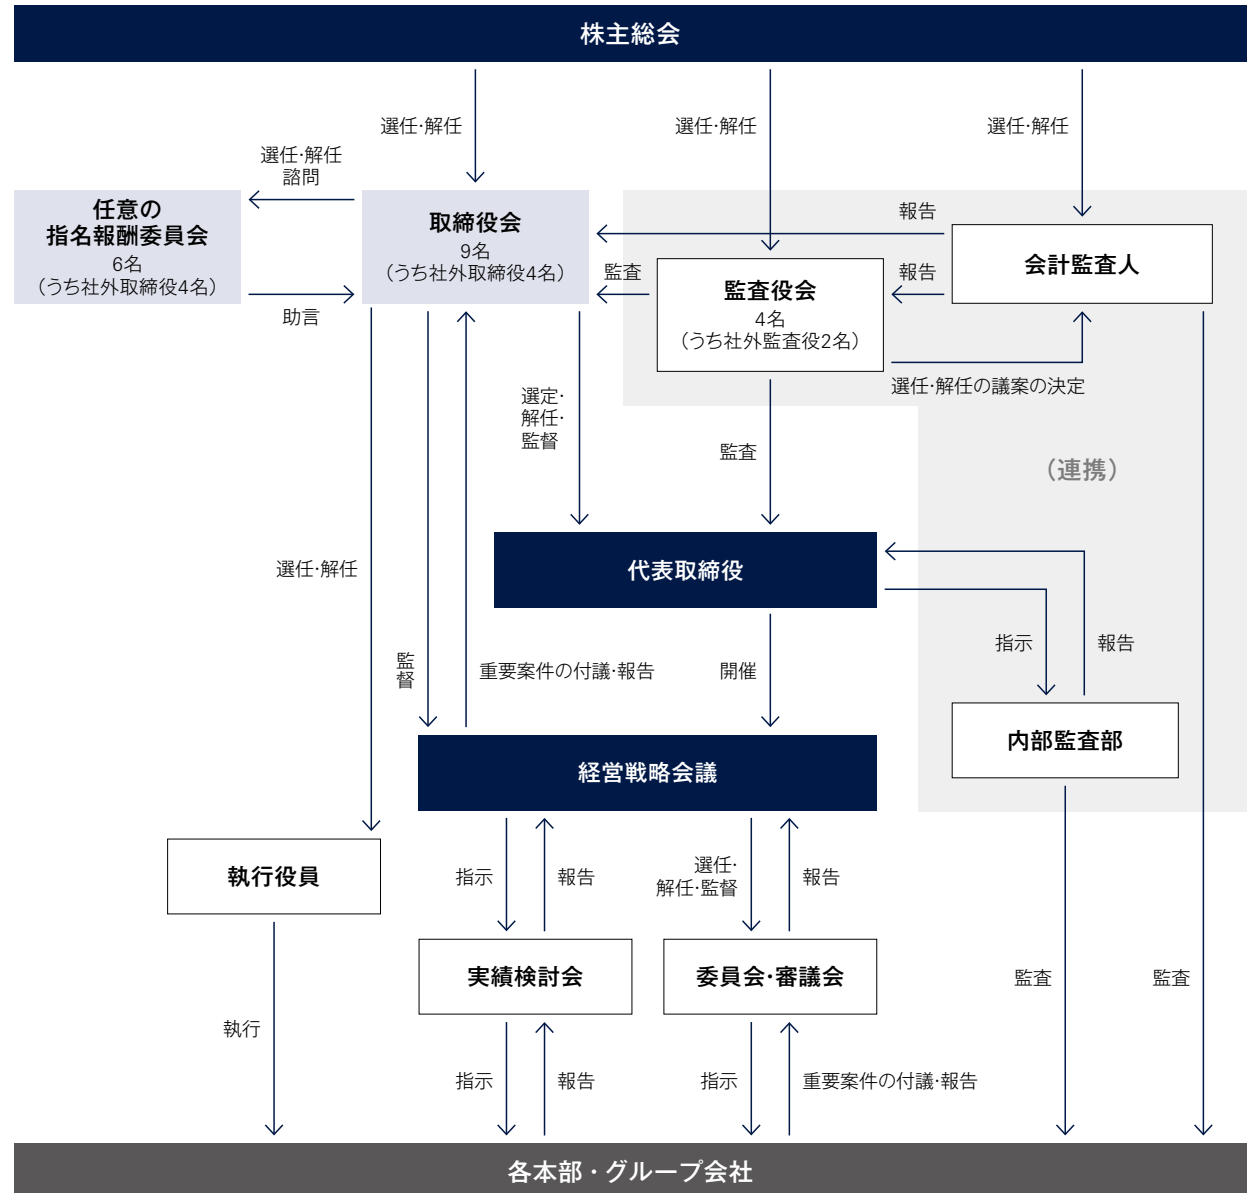 株主総会
選任·解任
選任·解任
選任·解任
選任·解任
諮問
任意の
指名報酬委員会
6名
（うち社外取締役4名）
助言
取締役会
9名
（うち社外取締役4名）
報告
監査
報告
監査役会
4名
（うち社外監査役2名）
会計監査人
選任·解任の議案の決定
選定·
解任·
監督
監査
（連携）
代表取締役
選任·解任
監
督
重要案件の付議·報告
開催
指示
報告
内部監査部
経営戦略会議
執行役員
指示
報告
選任·
解任·監督
報告
実績検討会
委員会·審議会
監査
監査
執行
指示
報告
指示
重要案件の付議·報告
各本部・グループ会社